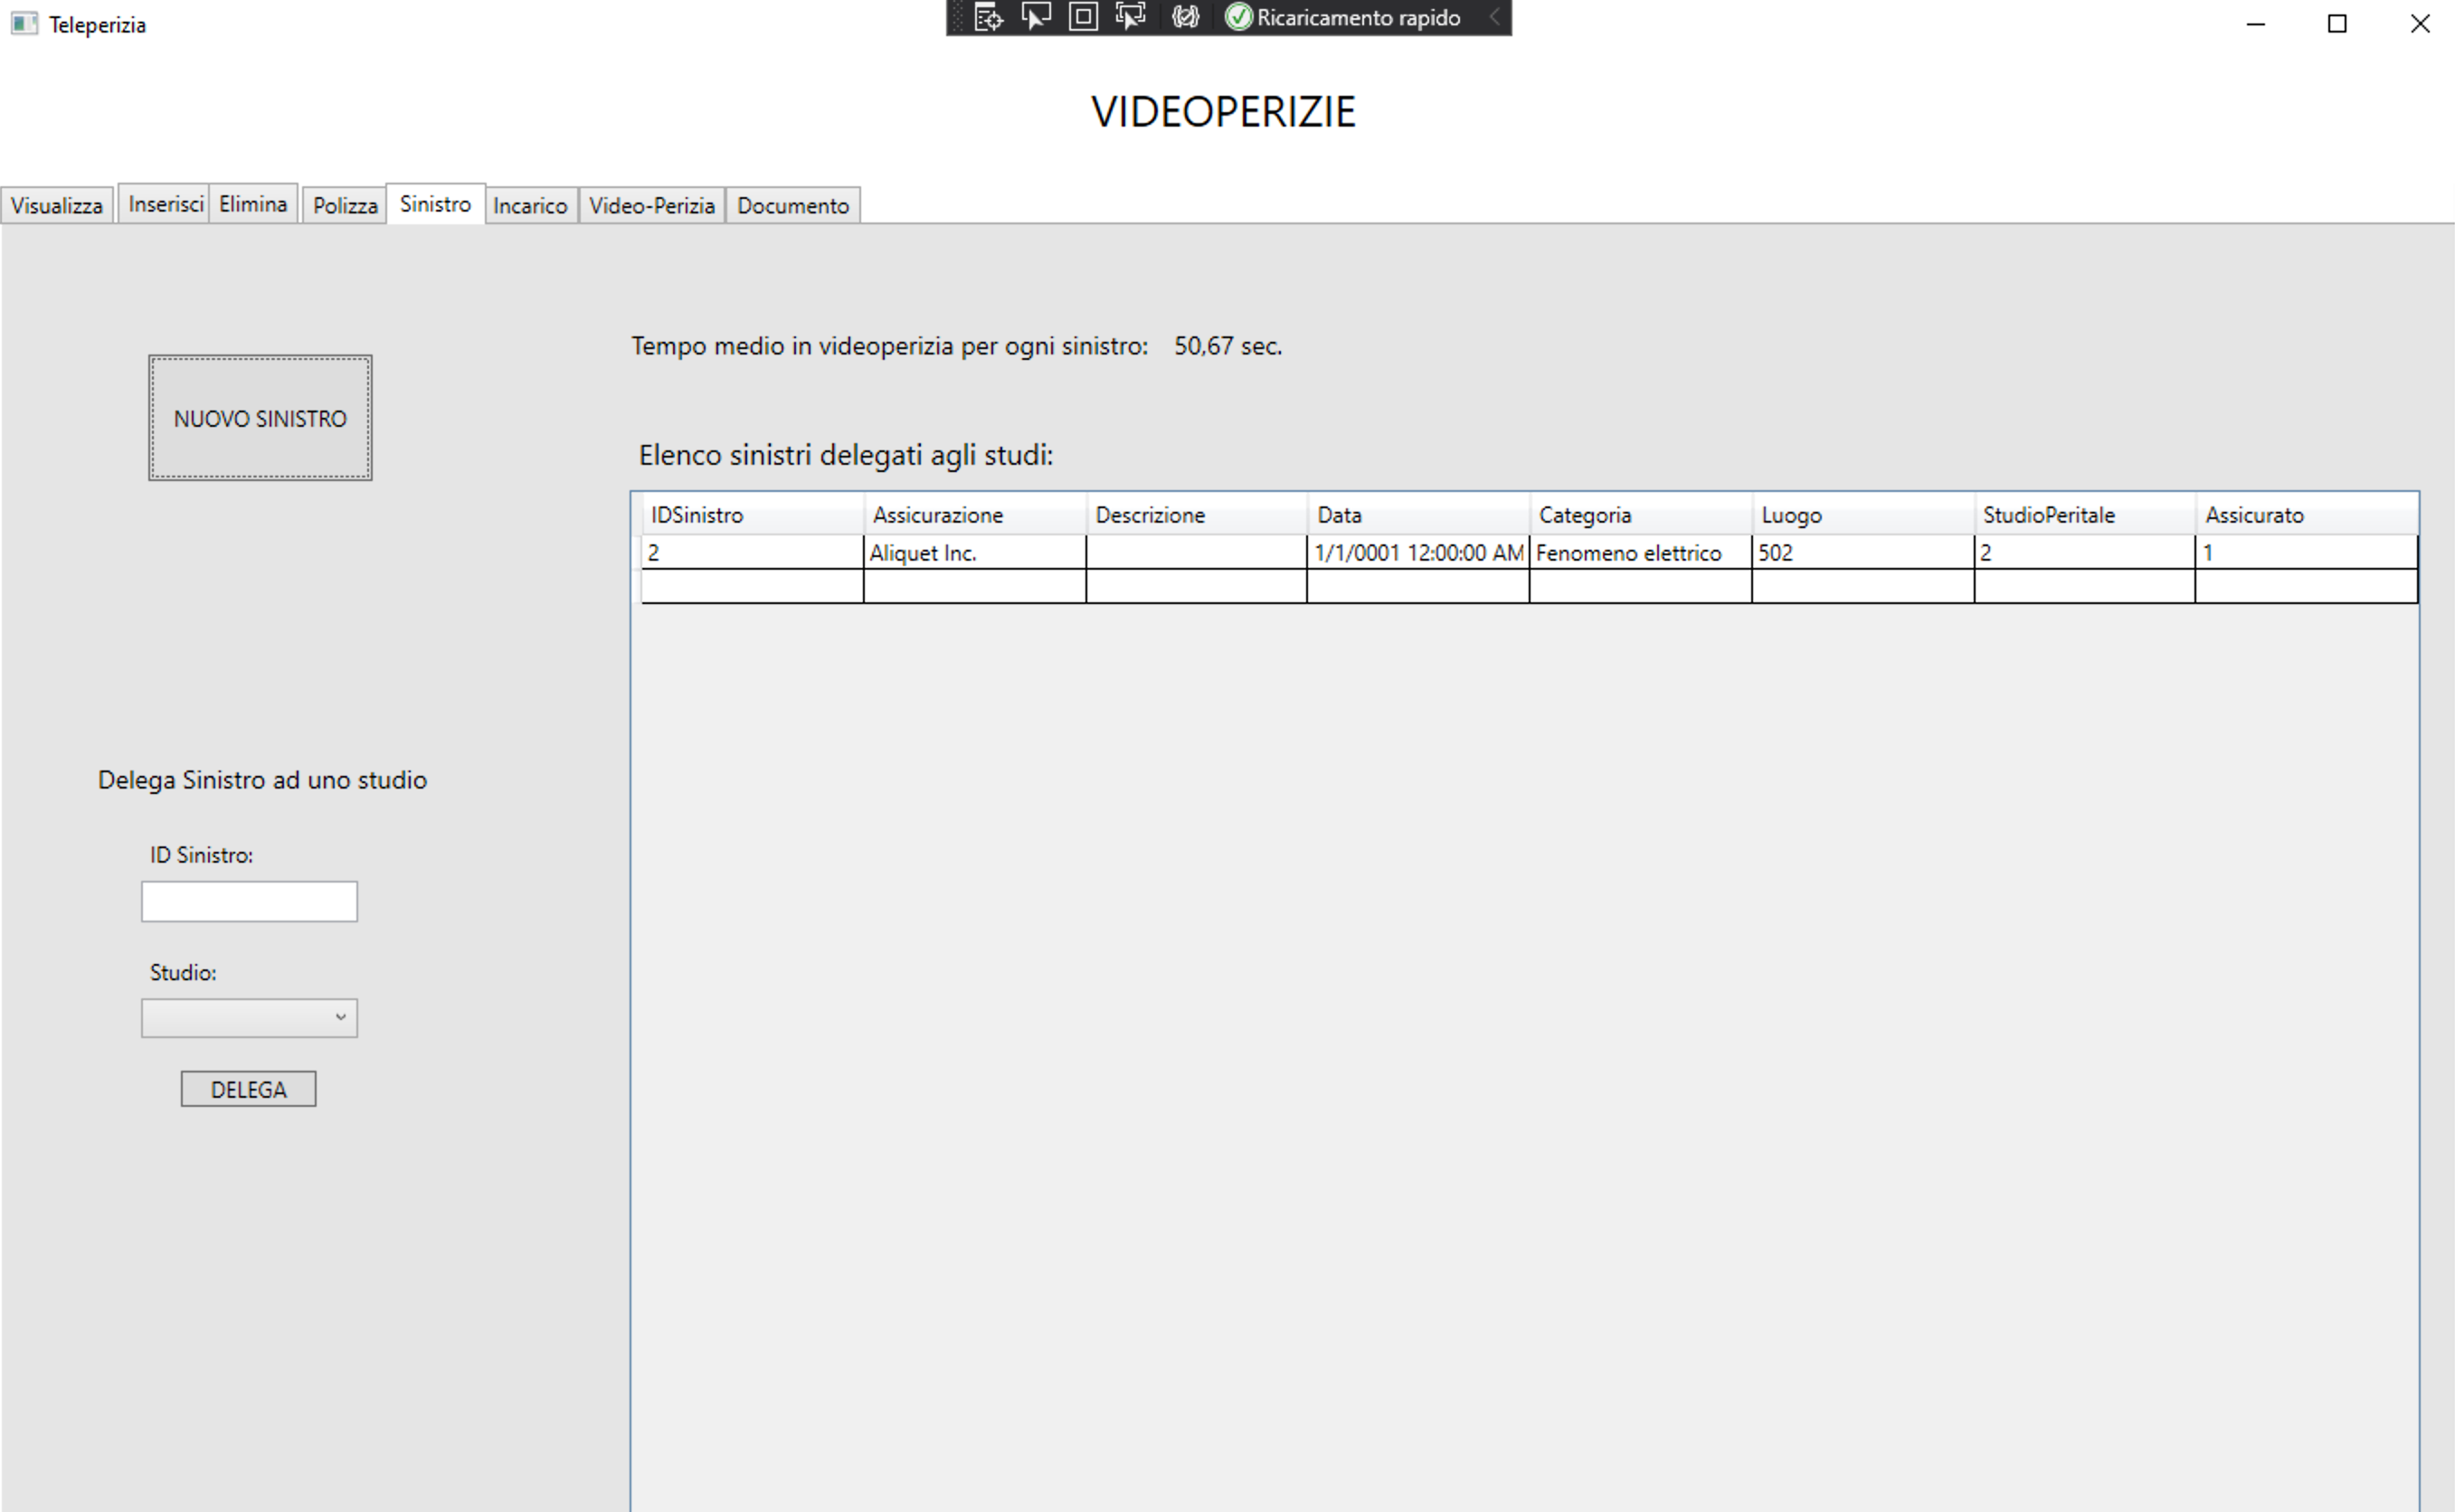 Teleperizia
Ricaricamento rapido
VIDEOPERIZIE
Visualizza Inserisci Elimina Polizza Sinistro Incarico Video-Perizia Documento
Tempo medio in videoperizia per ogni sinistro: 50,67 sec.
NUOVO SINISTRO
Elenco sinistri delegati agli studi:
IDSinistro Assicurazione Descrizione Data Categoria Luogo StudioPeritale Assicurato
2 Aliquet Inc. 1/1/0001 12:00:00 AM Fenomeno elettrico 502 2 1
Delega Sinistro ad uno studio
ID Sinistro:
Studio:
DELEGA